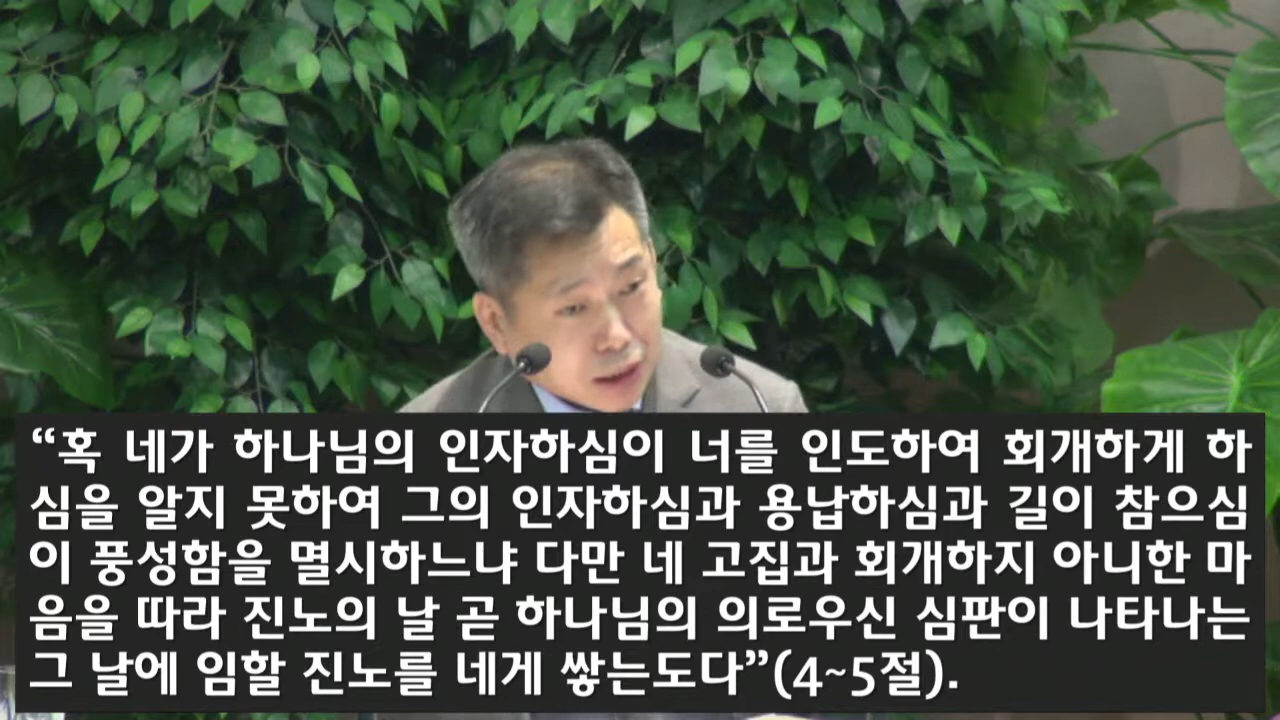 “혹 네가 하나님의 인자하심이 너를 인도하여 회개하게 하
심을 알지 못하여 그의 인자하심과 용납하심과 길이 참으심
이 풍성함을 멸시하느냐 다만 네 고집과 회개하지 아니한 마
음을 따라 진노의 날 곧 하나님의 의로우신 심판이 나타나는
그 날에 임할 진노를 네게 쌓는도다”(4~5절).